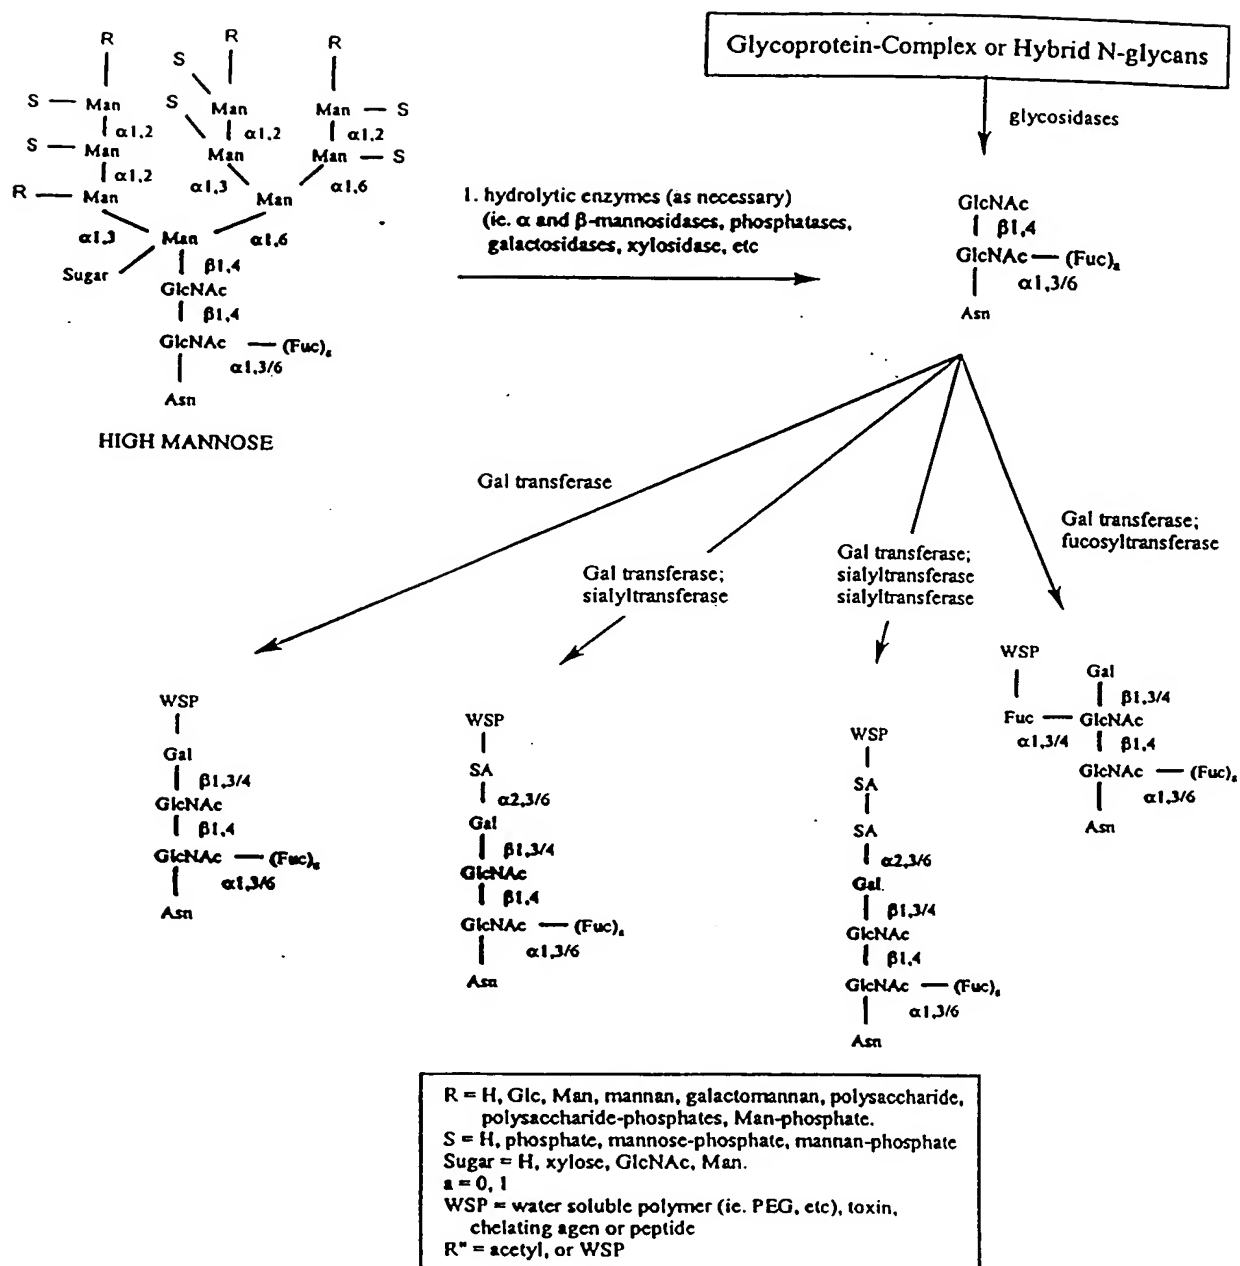 Glycoprotein-Complex or Hybrid N-glycans
glycosidases
R R R
S S
S — Man Man Man — S
α1,2 α1,2 α1,2
S — Man Man Man — S
α1,2 α1,3 α1,6
R — Man Man
α1,3 Man α1,6
Sugar β1,4
GlcNAc
β1,4
GlcNAc — (Fuc)a
α1,3/6
Asn
HIGH MANNOSE
1. hydrolytic enzymes (as necessary)
(ie. α and β-mannosidases, phosphatases,
galactosidases, xylosidase, etc
GlcNAc
β1,4
GlcNAc — (Fuc)a
α1,3/6
Asn
Gal transferase
Gal transferase;
sialyltransferase
Gal transferase;
sialyltransferase
sialyltransferase
Gal transferase;
fucosyltransferase
WSP
Gal
β1,3/4
GlcNAc
β1,4
GlcNAc — (Fuc)a
α1,3/6
Asn
WSP
SA
α2,3/6
Gal
β1,3/4
GlcNAc
β1,4
GlcNAc — (Fuc)a
α1,3/6
Asn
WSP
SA
SA
α2,3/6
Gal
β1,3/4
GlcNAc
β1,4
GlcNAc — (Fuc)a
α1,3/6
Asn
WSP Gal
β1,3/4
Fuc — GlcNAc
α1,3/4 β1,4
GlcNAc — (Fuc)a
α1,3/6
Asn
R = H, Glc, Man, mannan, galactomannan, polysaccharide,
polysaccharide-phosphates, Man-phosphate.
S = H, phosphate, mannose-phosphate, mannan-phosphate
Sugar = H, xylose, GlcNAc, Man.
a = 0, 1
WSP = water soluble polymer (ie. PEG, etc), toxin,
chelating agen or peptide
R" = acetyl, or WSP